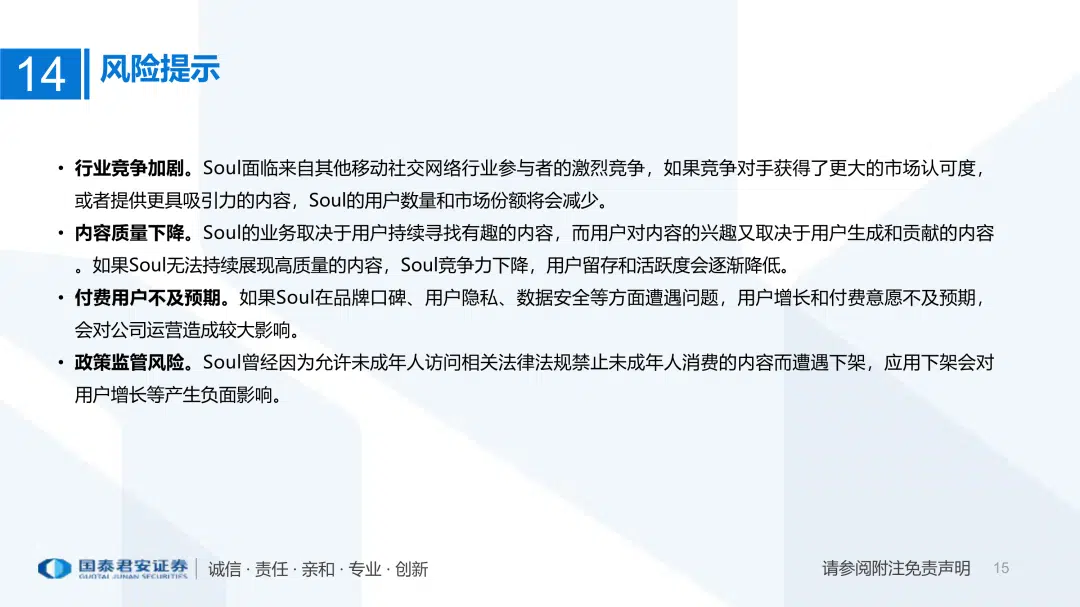 14
风险提示
• 行业竞争加剧。Soul面临来自其他移动社交网络行业参与者的激烈竞争，如果竞争对手获得了更大的市场认可度，
或者提供更具吸引力的内容，Soul的用户数量和市场份额将会减少。
• 内容质量下降。Soul的业务取决于用户持续寻找有趣的内容，而用户对内容的兴趣又取决于用户生成和贡献的内容
。如果Soul无法持续展现高质量的内容，Soul竞争力下降，用户留存和活跃度会逐渐降低。
• 付费用户不及预期。如果Soul在品牌口碑、用户隐私、数据安全等方面遭遇问题，用户增长和付费意愿不及预期，
会对公司运营造成较大影响。
• 政策监管风险。Soul曾经因为允许未成年人访问相关法律法规禁止未成年人消费的内容而遭遇下架，应用下架会对
用户增长等产生负面影响。
国泰君安证券
GUOTAI JUNAN SECURITIES
诚信 · 责任 · 亲和 · 专业 · 创新
请参阅附注免责声明
15